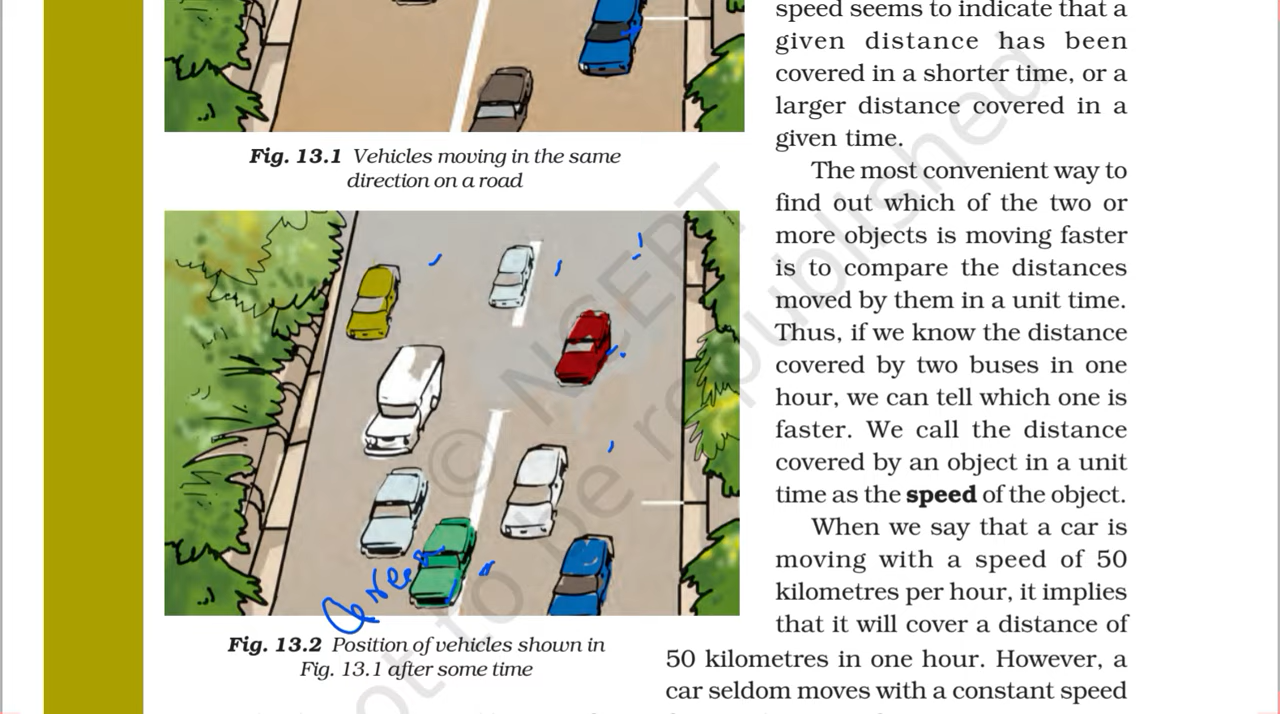 Fig. 13.1 Vehicles moving in the same
direction on a road
Fig. 13.2 Position of vehicles shown in
Fig. 13.1 after some time
Green
speed seems to indicate that a
given distance has been
covered in a shorter time, or a
larger distance covered in a
given time.
The most convenient way to
find out which of the two or
more objects is moving faster
is to compare the distances
moved by them in a unit time.
Thus, if we know the distance
covered by two buses in one
hour, we can tell which one is
faster. We call the distance
covered by an object in a unit
time as the speed of the object.
When we say that a car is
moving with a speed of 50
kilometres per hour, it implies
that it will cover a distance of
50 kilometres in one hour. However, a
car seldom moves with a constant speed
© NCERT
not to be republished